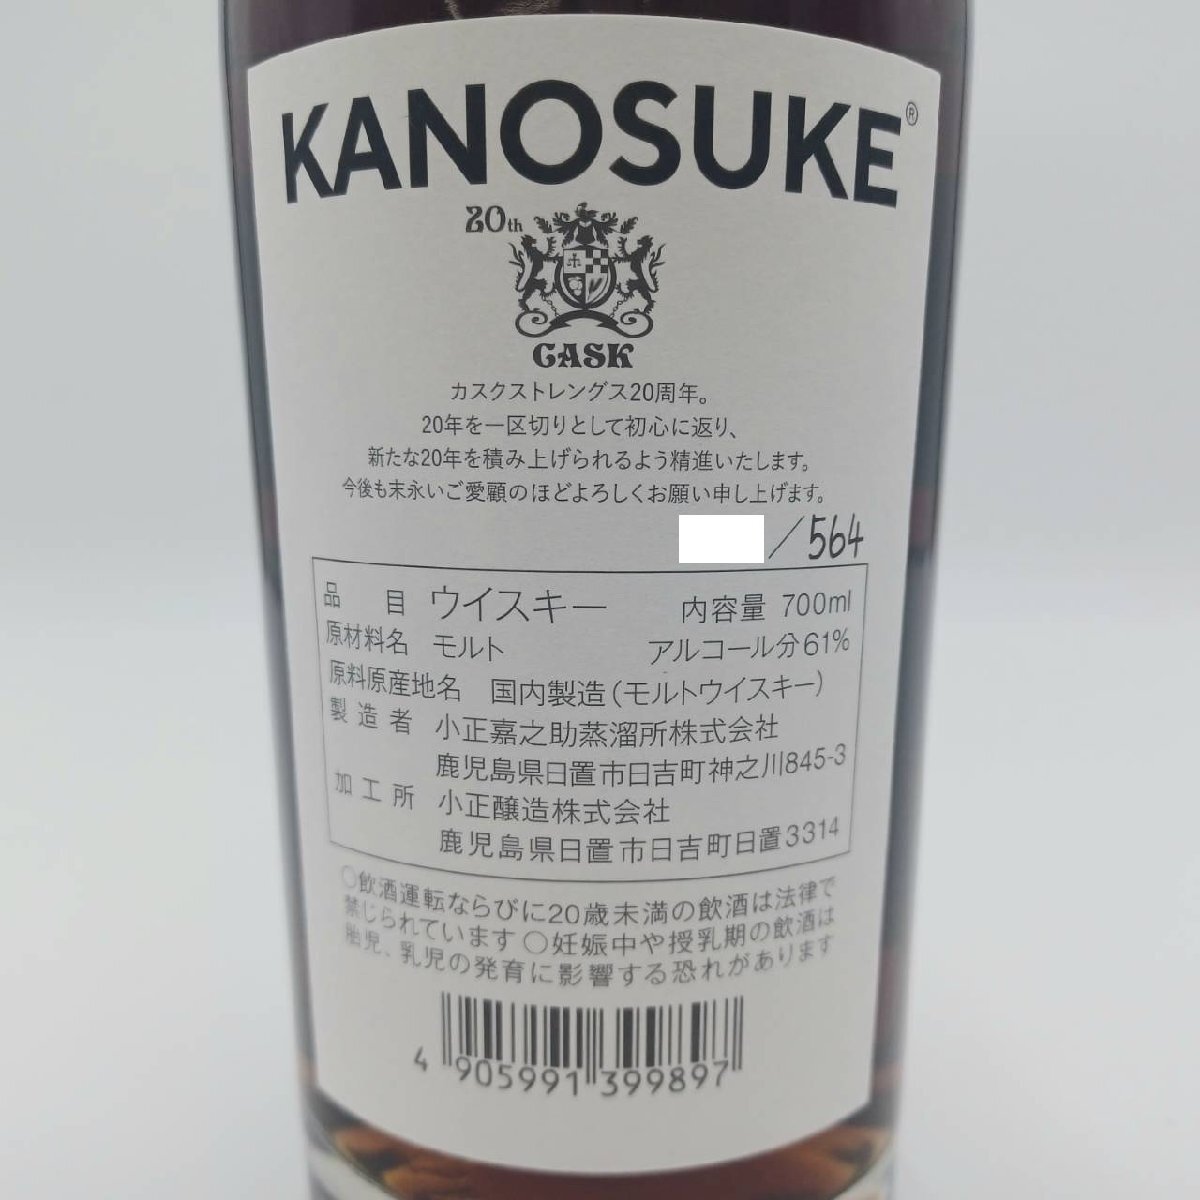 KANOSUKE®
20th
CASK
カスクストレングス20周年。
20年を一区切りとして初心に返り、
新たな20年を積み上げられるよう精進いたします。
今後も末永いご愛顧のほどよろしくお願い申し上げます。
/564
品目 ウイスキー 内容量 700ml
原材料名 モルト アルコール分61%
原料原産地名 国内製造(モルトウイスキー)
製造者 小正嘉之助蒸溜所株式会社
鹿児島県日置市日吉町神之川845-3
加工所 小正醸造株式会社
鹿児島県日置市日吉町日置3314
○飲酒運転ならびに20歳未満の飲酒は法律で
禁じられています ○妊娠中や授乳期の飲酒は
胎児、乳児の発育に影響する恐れがあります
4 905991 399897